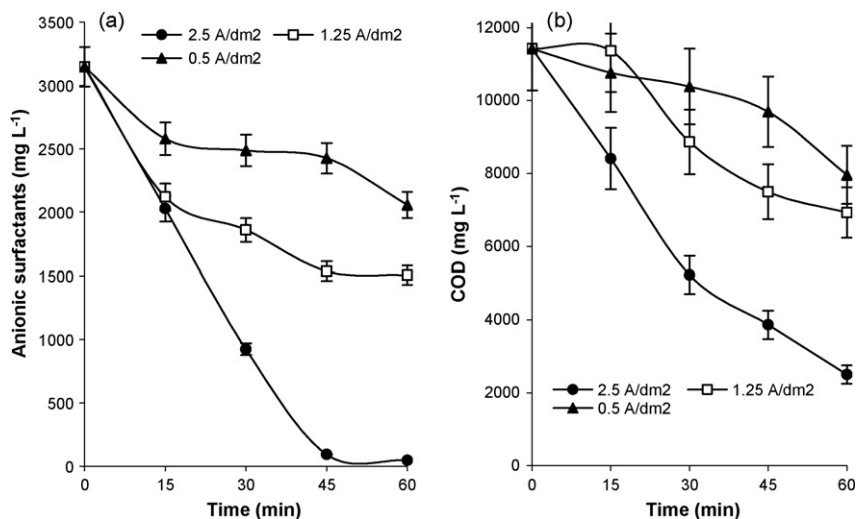 (a)
2.5 A/dm2
1.25 A/dm2
0.5 A/dm2
3500
3000
2500
2000
1500
1000
500
0
Anionic surfactants (mg L-1)
0 15 30 45 60
Time (min)
(b)
12000
10000
8000
6000
4000
2000
0
COD (mg L-1)
2.5 A/dm2
1.25 A/dm2
0.5 A/dm2
0 15 30 45 60
Time (min)